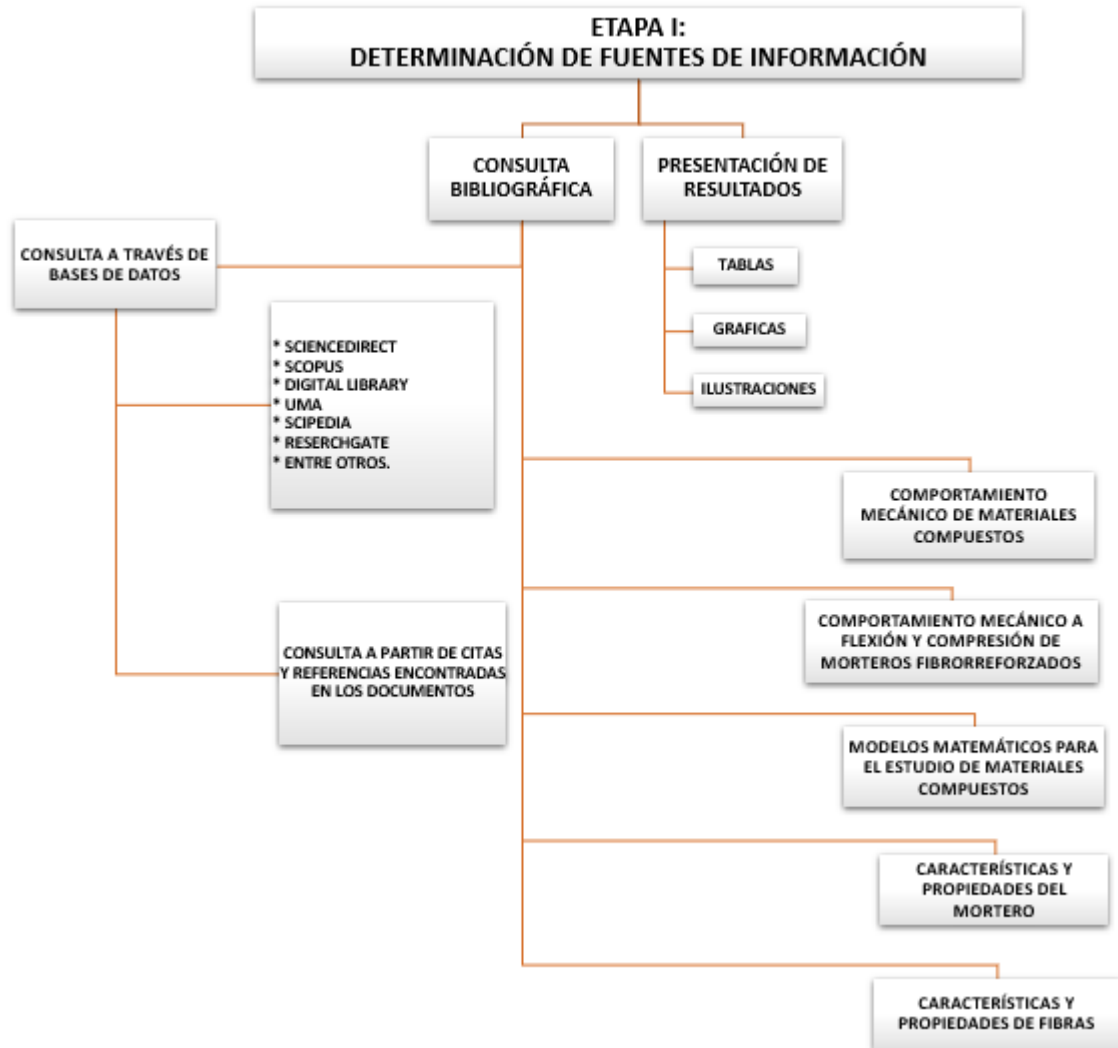 ETAPA I:
DETERMINACIÓN DE FUENTES DE INFORMACIÓN
CONSULTA
BIBLIOGRÁFICA
PRESENTACIÓN DE
RESULTADOS
CONSULTA A TRAVÉS DE
BASES DE DATOS
TABLAS
GRAFICAS
ILUSTRACIONES
* SCIENCEDIRECT
* SCOPUS
* DIGITAL LIBRARY
* UMA
* SCIPEDIA
* RESERCHGATE
* ENTRE OTROS.
CONSULTA A PARTIR DE CITAS
Y REFERENCIAS ENCONTRADAS
EN LOS DOCUMENTOS
COMPORTAMIENTO
MECÁNICO DE MATERIALES
COMPUESTOS
COMPORTAMIENTO MECÁNICO A
FLEXIÓN Y COMPRESIÓN DE
MORTEROS FIBRORREFORZADOS
MODELOS MATEMÁTICOS PARA
EL ESTUDIO DE MATERIALES
COMPUESTOS
CARACTERÍSTICAS Y
PROPIEDADES DEL
MORTERO
CARACTERÍSTICAS Y
PROPIEDADES DE FIBRAS